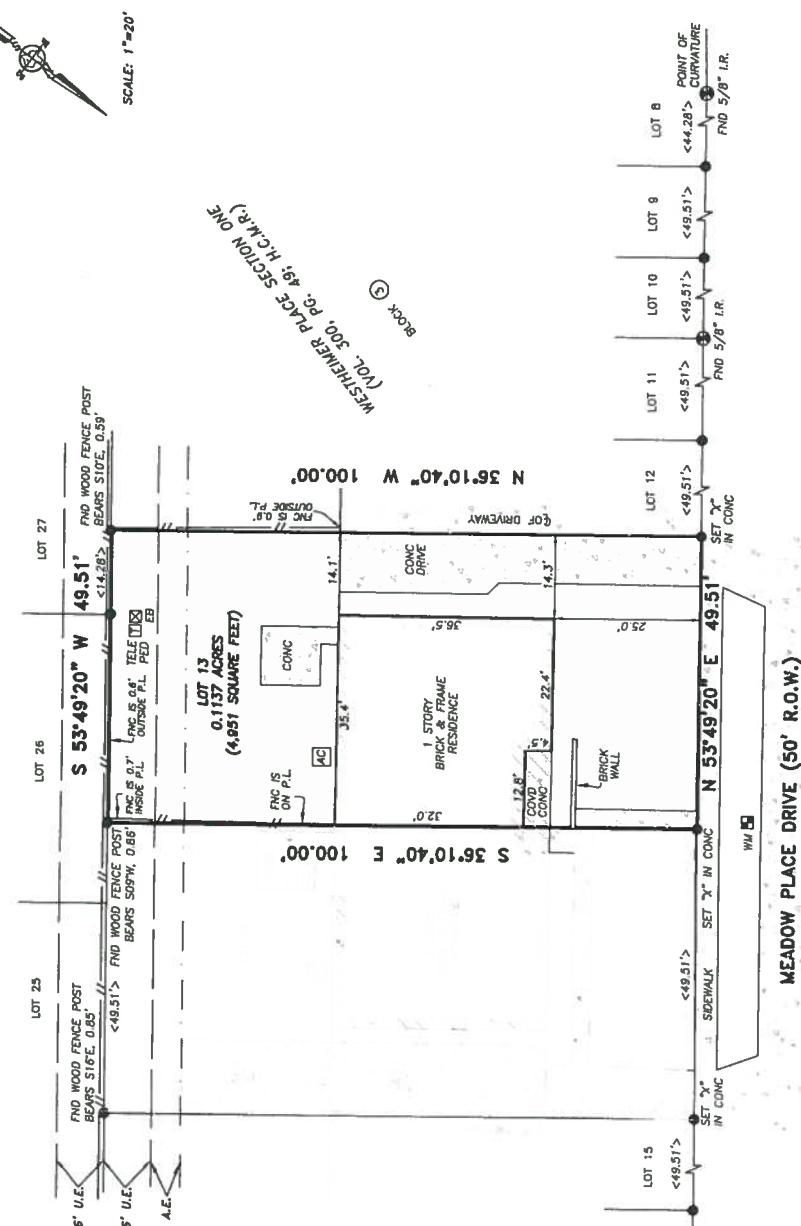 SCALE: 1"=20'
WESTHEIMER PLACE SECTION ONE
(VOL. 300, PG. 49; H.C.M.R.)
BLOCK 3
LOT 25
LOT 26
LOT 27
S 53°49'20" W 49.51'
<14.28'>
FND WOOD FENCE POST
BEARS S10°E, 0.59'
FND WOOD FENCE POST
BEARS S09°W, 0.86'
FND WOOD FENCE POST
BEARS S16°E, 0.85'
<49.51'>
U.E.
U.E.
A.E.
FNC IS 0.7'
INSIDE P.L.
FNC IS 0.6'
OUTSIDE P.L.
TELE
PED
T
EB
FNC IS 0.9'
OUTSIDE P.L.
LOT 13
0.1137 ACRES
(4,951 SQUARE FEET)
FNC IS
ON P.L.
AC
CONC
N 36°10'40" W 100.00'
S 36°10'40" E 100.00'
35.4'
14.1'
CONC
DRIVE
℄ OF DRIVEWAY
36.5'
1 STORY
BRICK & FRAME
RESIDENCE
32.0'
12.8'
4.5'
22.4'
14.3'
COVD
CONC
BRICK
WALL
25.0'
N 53°49'20" E 49.51'
SET "X"
IN CONC
SET "X" IN CONC
SIDEWALK
SET "X"
IN CONC
WM
<49.51'>
LOT 15
<49.51'>
LOT 12
<49.51'>
LOT 11
<49.51'>
FND 5/8" I.R.
LOT 10
<49.51'>
LOT 9
<49.51'>
LOT 8
<44.28'>
POINT OF
CURVATURE
FND 5/8" I.R.
MEADOW PLACE DRIVE (50' R.O.W.)